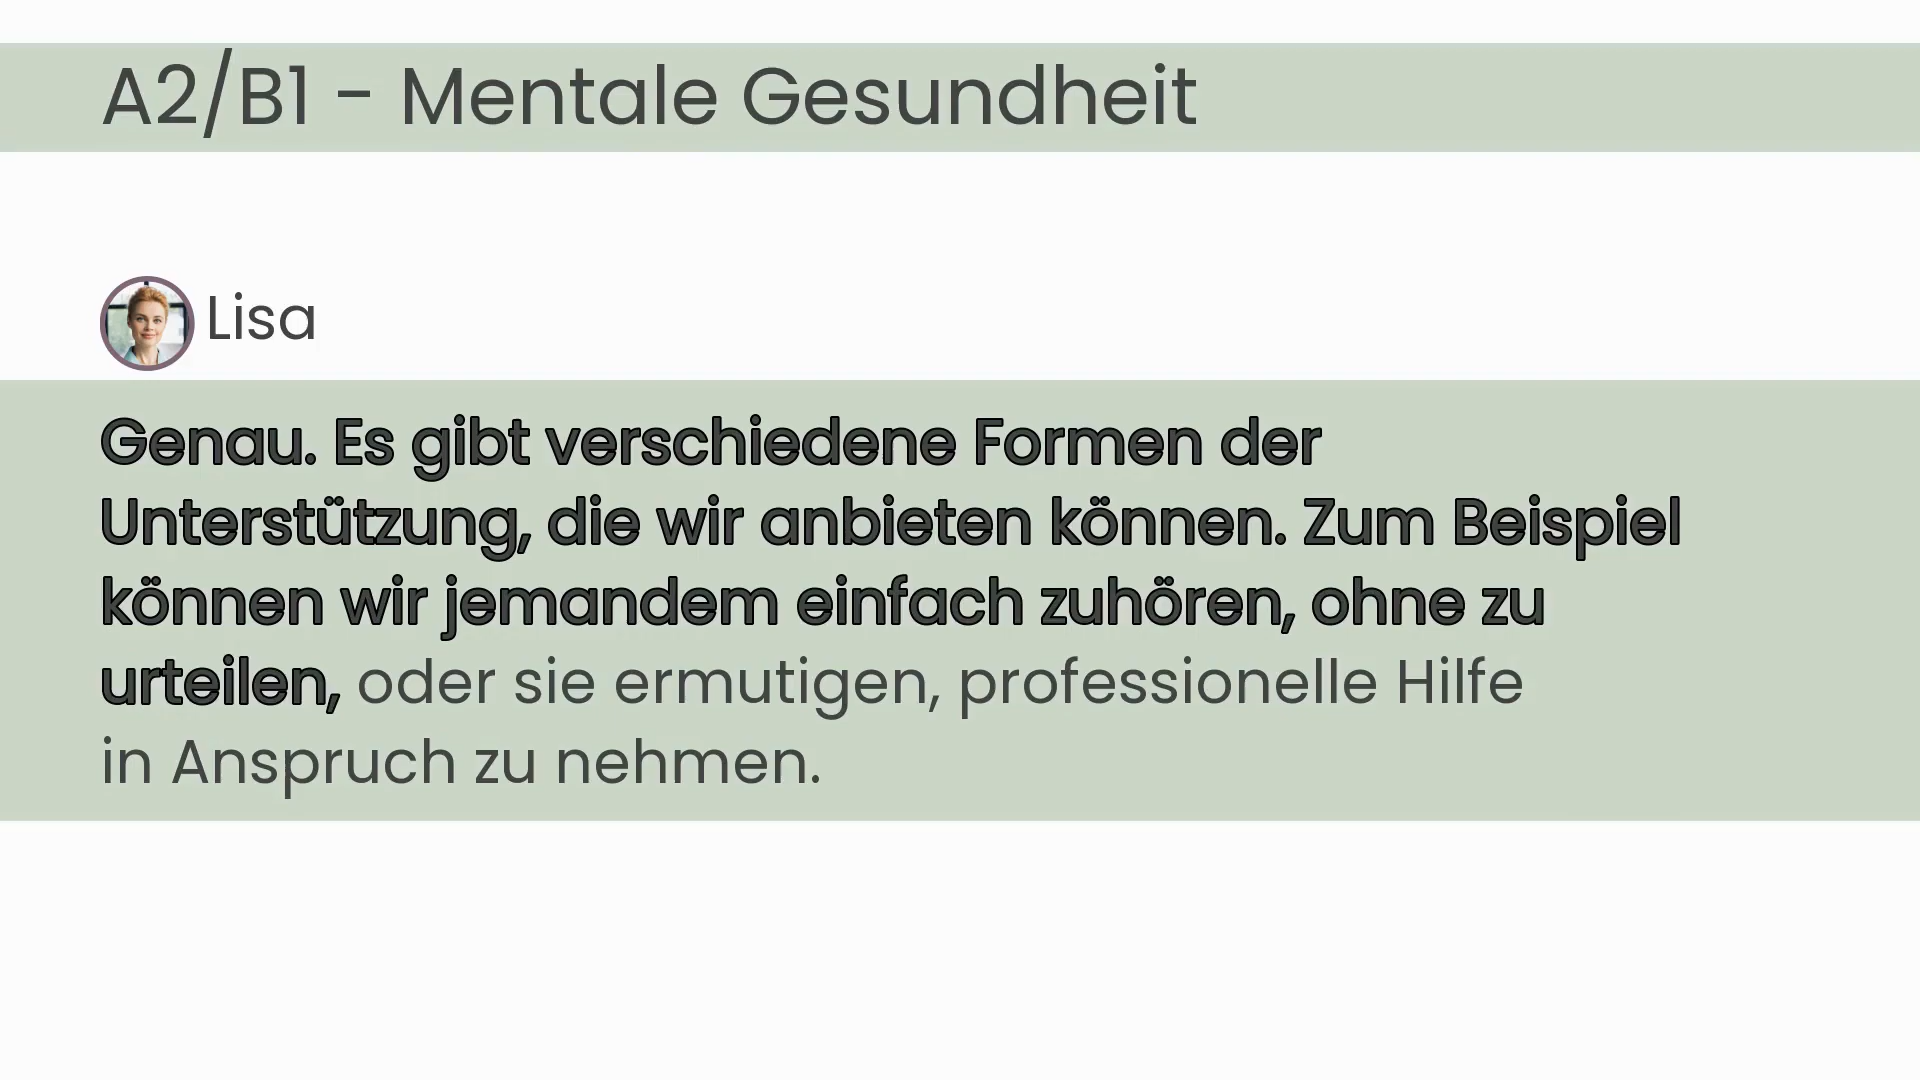 A2/B1 - Mentale Gesundheit
Lisa
Genau. Es gibt verschiedene Formen der
Unterstützung, die wir anbieten können. Zum Beispiel
können wir jemandem einfach zuhören, ohne zu
urteilen, oder sie ermutigen, professionelle Hilfe
in Anspruch zu nehmen.